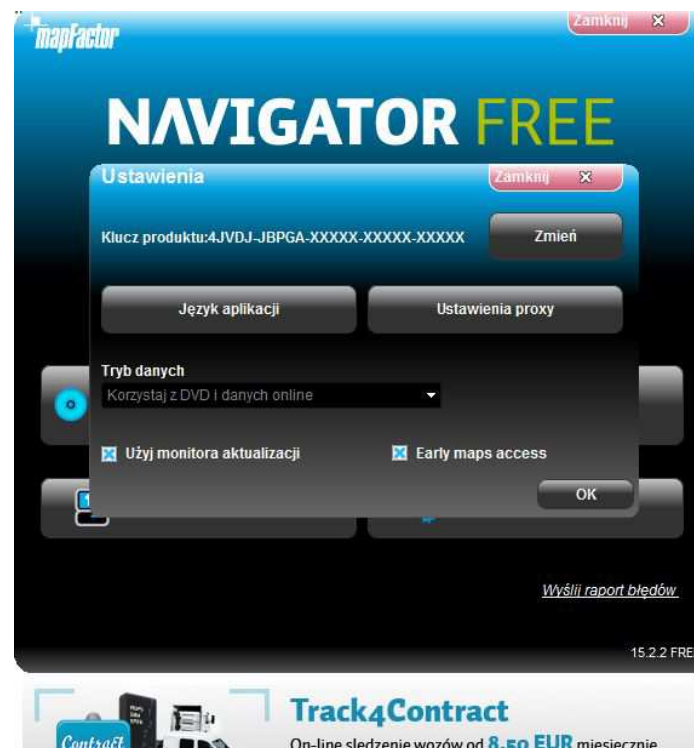 mapFactor
Zamknij
NAVIGATOR FREE
Ustawienia
Zamknij
Klucz produktu:4JVDJ-JBPGA-XXXXX-XXXXX-XXXXX
Zmień
Język aplikacji
Ustawienia proxy
Tryb danych
Korzystaj z DVD i danych online
Użyj monitora aktualizacji
Early maps access
OK
Wyślij raport błędów
15.2.2 FREE
Track4Contract
Contract
On-line śledzenie wozów od 8,50 EUR miesięcznie